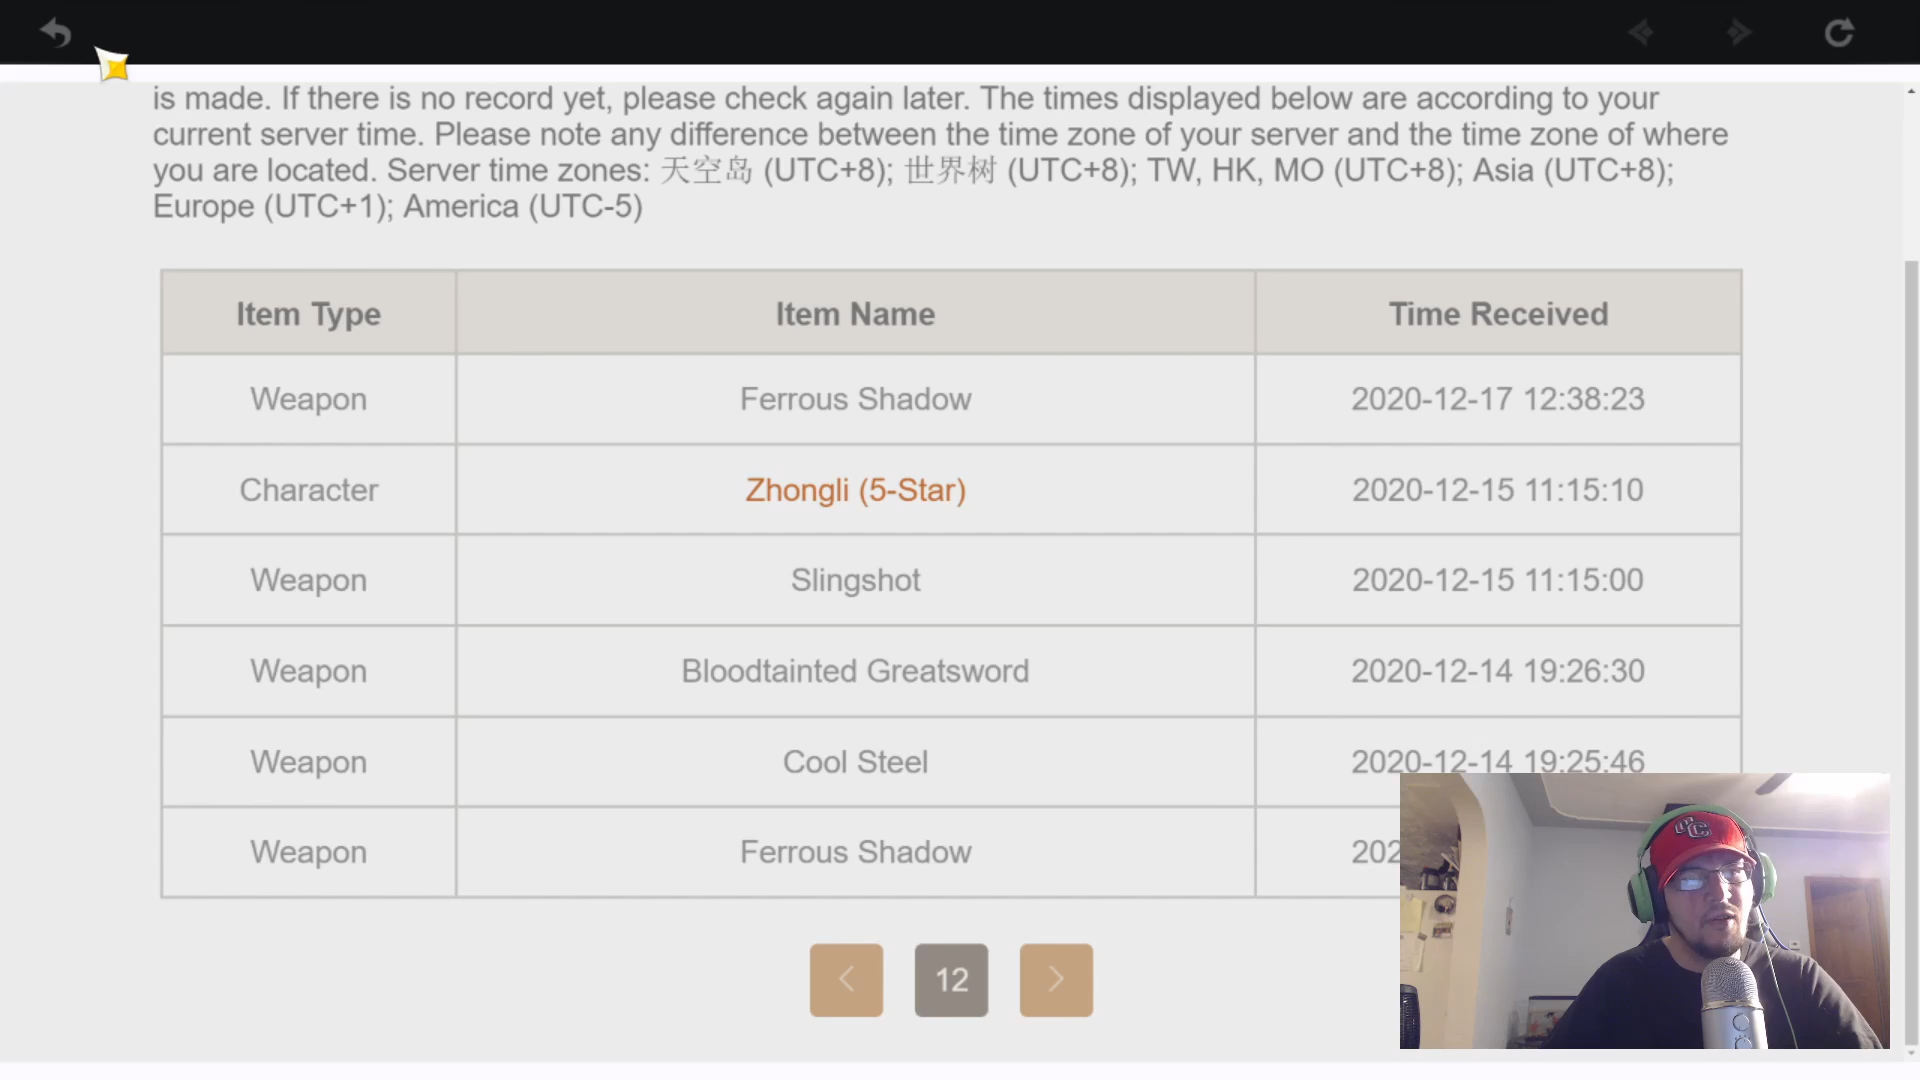 is made. If there is no record yet, please check again later. The times displayed below are according to your
current server time. Please note any difference between the time zone of your server and the time zone of where
you are located. Server time zones: 天空岛 (UTC+8); 世界树 (UTC+8); TW, HK, MO (UTC+8); Asia (UTC+8);
Europe (UTC+1); America (UTC-5)
Item Type Item Name Time Received
Weapon Ferrous Shadow 2020-12-17 12:38:23
Character Zhongli (5-Star) 2020-12-15 11:15:10
Weapon Slingshot 2020-12-15 11:15:00
Weapon Bloodtainted Greatsword 2020-12-14 19:26:30
Weapon Cool Steel 2020-12-14 19:25:46
Weapon Ferrous Shadow 202
12